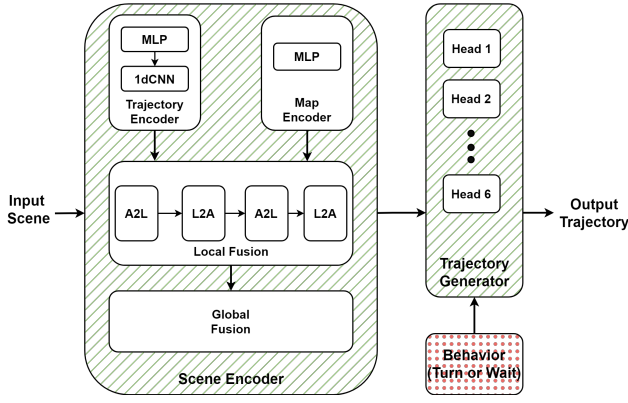 MLP
1dCNN
Trajectory
Encoder
MLP
Map
Encoder
A2L
L2A
A2L
L2A
Local Fusion
Global
Fusion
Scene Encoder
Input
Scene
Head 1
Head 2
Head 6
Trajectory
Generator
Behavior
(Turn or Wait)
Output
Trajectory